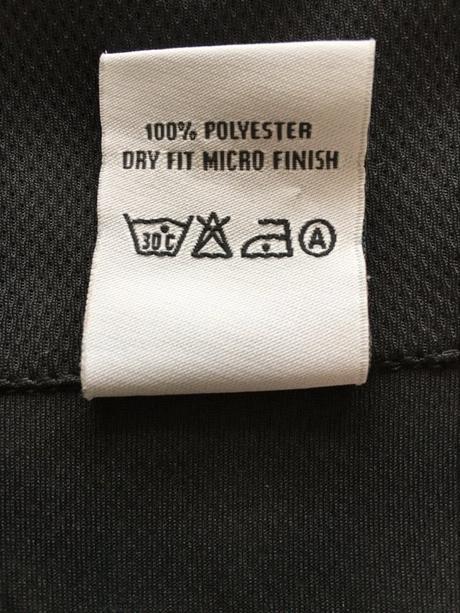 100% POLYESTER
DRY FIT MICRO FINISH
30°C A